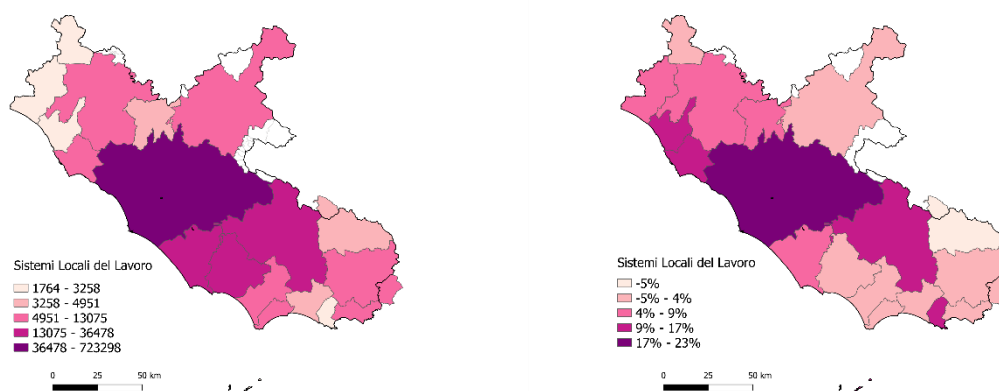 Sistemi Locali del Lavoro
1764 - 3258
3258 - 4951
4951 - 13075
13075 - 36478
36478 - 723298
0 25 50 km
Sistemi Locali del Lavoro
-5%
-5% - 4%
4% - 9%
9% - 17%
17% - 23%
0 25 50 km